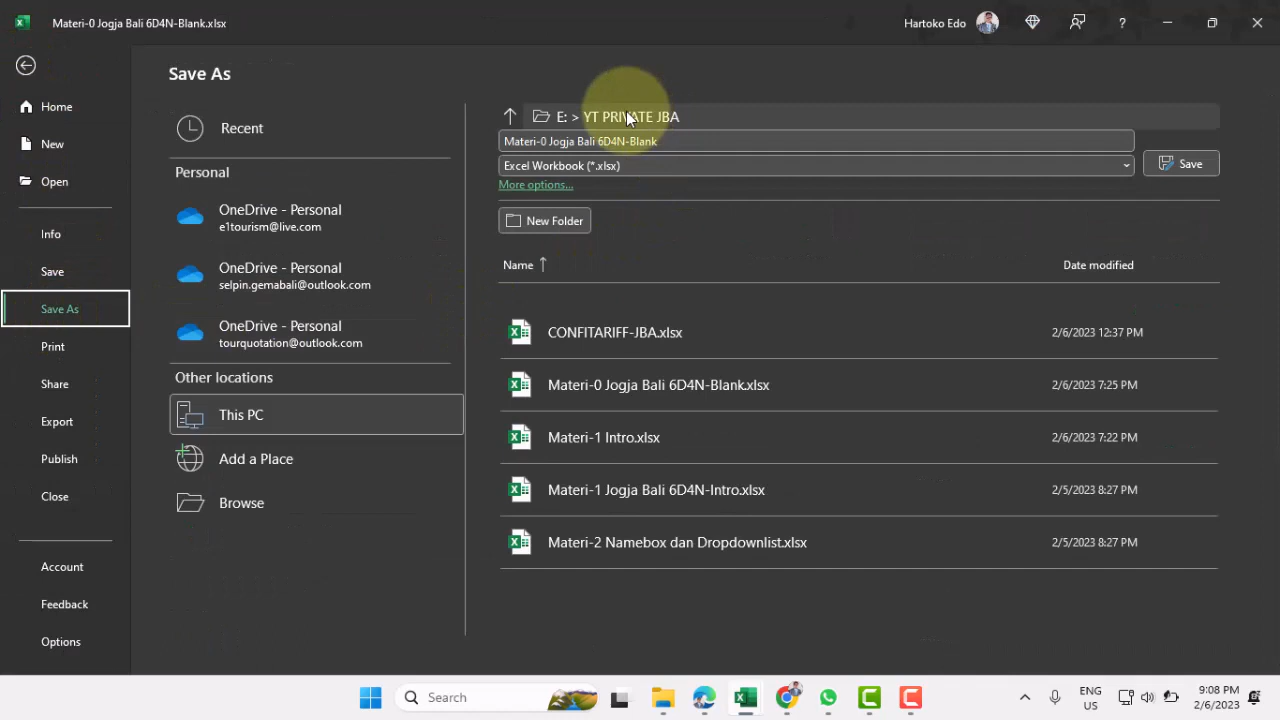 Materi-0 Jogja Bali 6D4N-Blank.xlsx
Hartoko Edo
?
Home
New
Open
Info
Save
Save As
Print
Share
Export
Publish
Close
Account
Feedback
Options
Save As
Recent
Personal
OneDrive - Personal
e1tourism@live.com
OneDrive - Personal
selpin.gemabali@outlook.com
OneDrive - Personal
tourquotation@outlook.com
Other locations
This PC
Add a Place
Browse
E: > YT PRIVATE JBA
Materi-0 Jogja Bali 6D4N-Blank
Excel Workbook (*.xlsx)
Save
More options...
New Folder
Name Date modified
CONFITARIFF-JBA.xlsx 2/6/2023 12:37 PM
Materi-0 Jogja Bali 6D4N-Blank.xlsx 2/6/2023 7:25 PM
Materi-1 Intro.xlsx 2/6/2023 7:22 PM
Materi-1 Jogja Bali 6D4N-Intro.xlsx 2/5/2023 8:27 PM
Materi-2 Namebox dan Dropdownlist.xlsx 2/5/2023 8:27 PM
Search
ENG
US
9:08 PM
2/6/2023